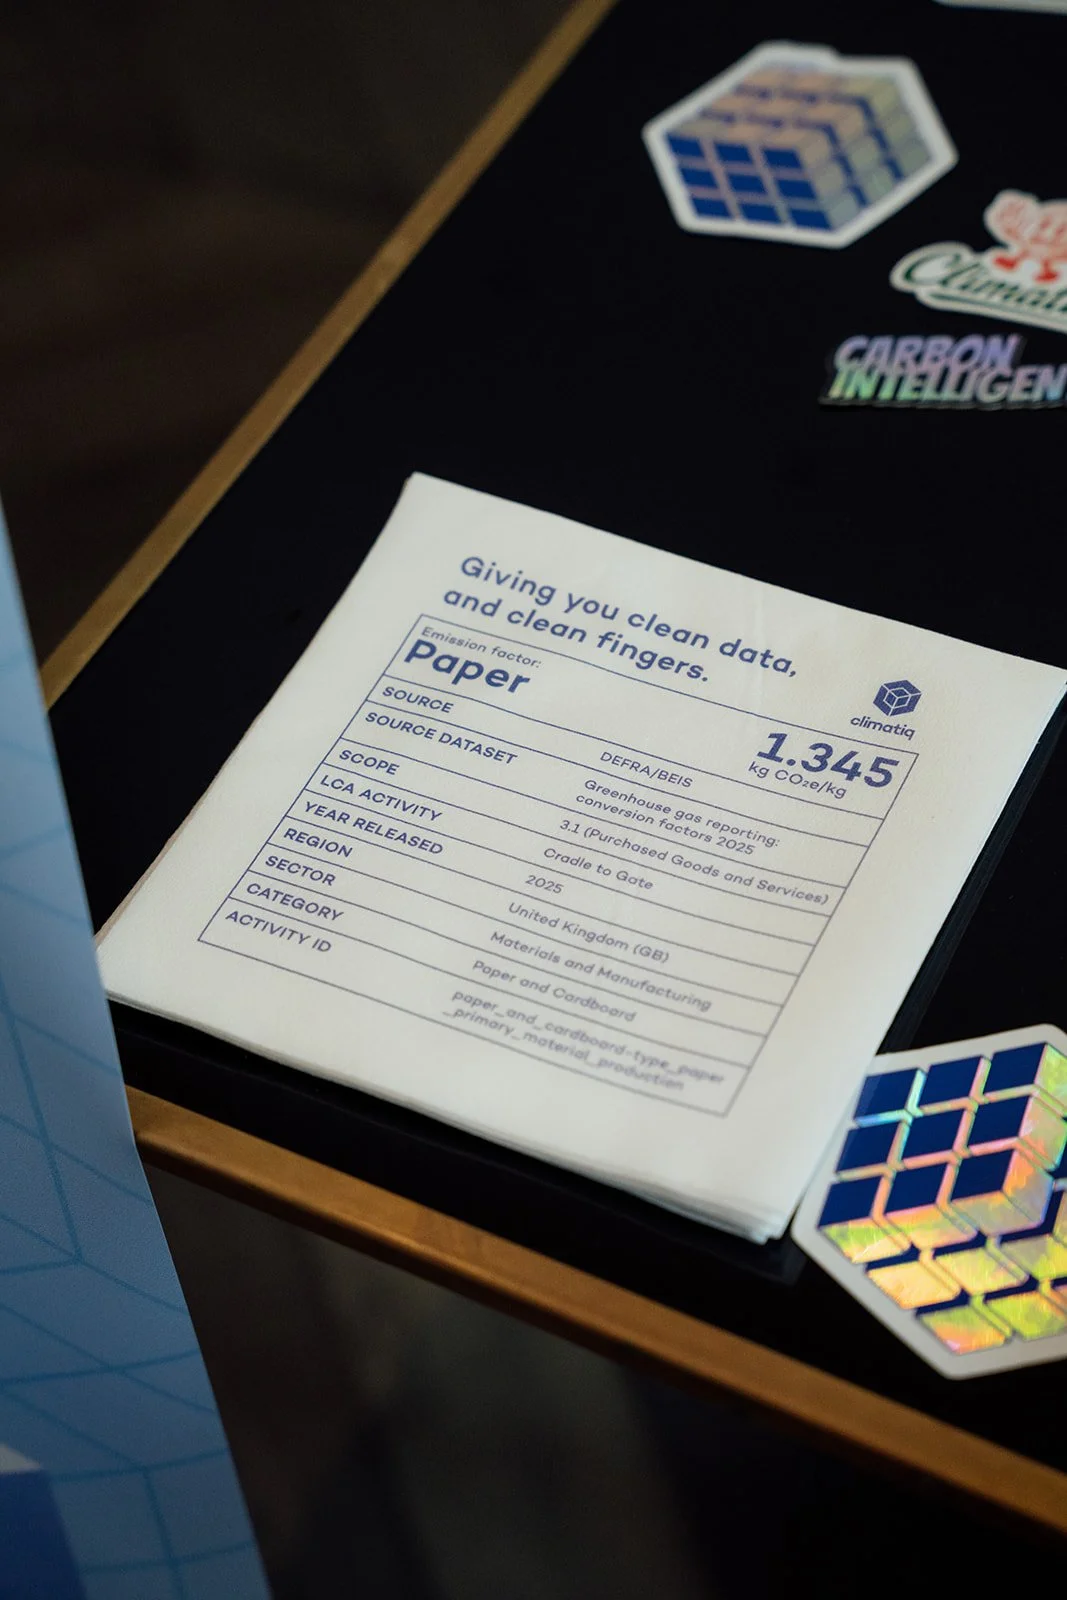 Climat
CARBON
INTELLIGEN
Giving you clean data,
and clean fingers.
climatiq
Emission factor:
Paper
1.345
kg CO₂e/kg
SOURCE
DEFRA/BEIS
SOURCE DATASET
Greenhouse gas reporting:
conversion factors 2025
SCOPE
3.1 (Purchased Goods and Services)
LCA ACTIVITY
Cradle to Gate
YEAR RELEASED
2025
REGION
United Kingdom (GB)
SECTOR
Materials and Manufacturing
CATEGORY
Paper and Cardboard
ACTIVITY ID
paper_and_cardboard-type_paper
_primary_material_production